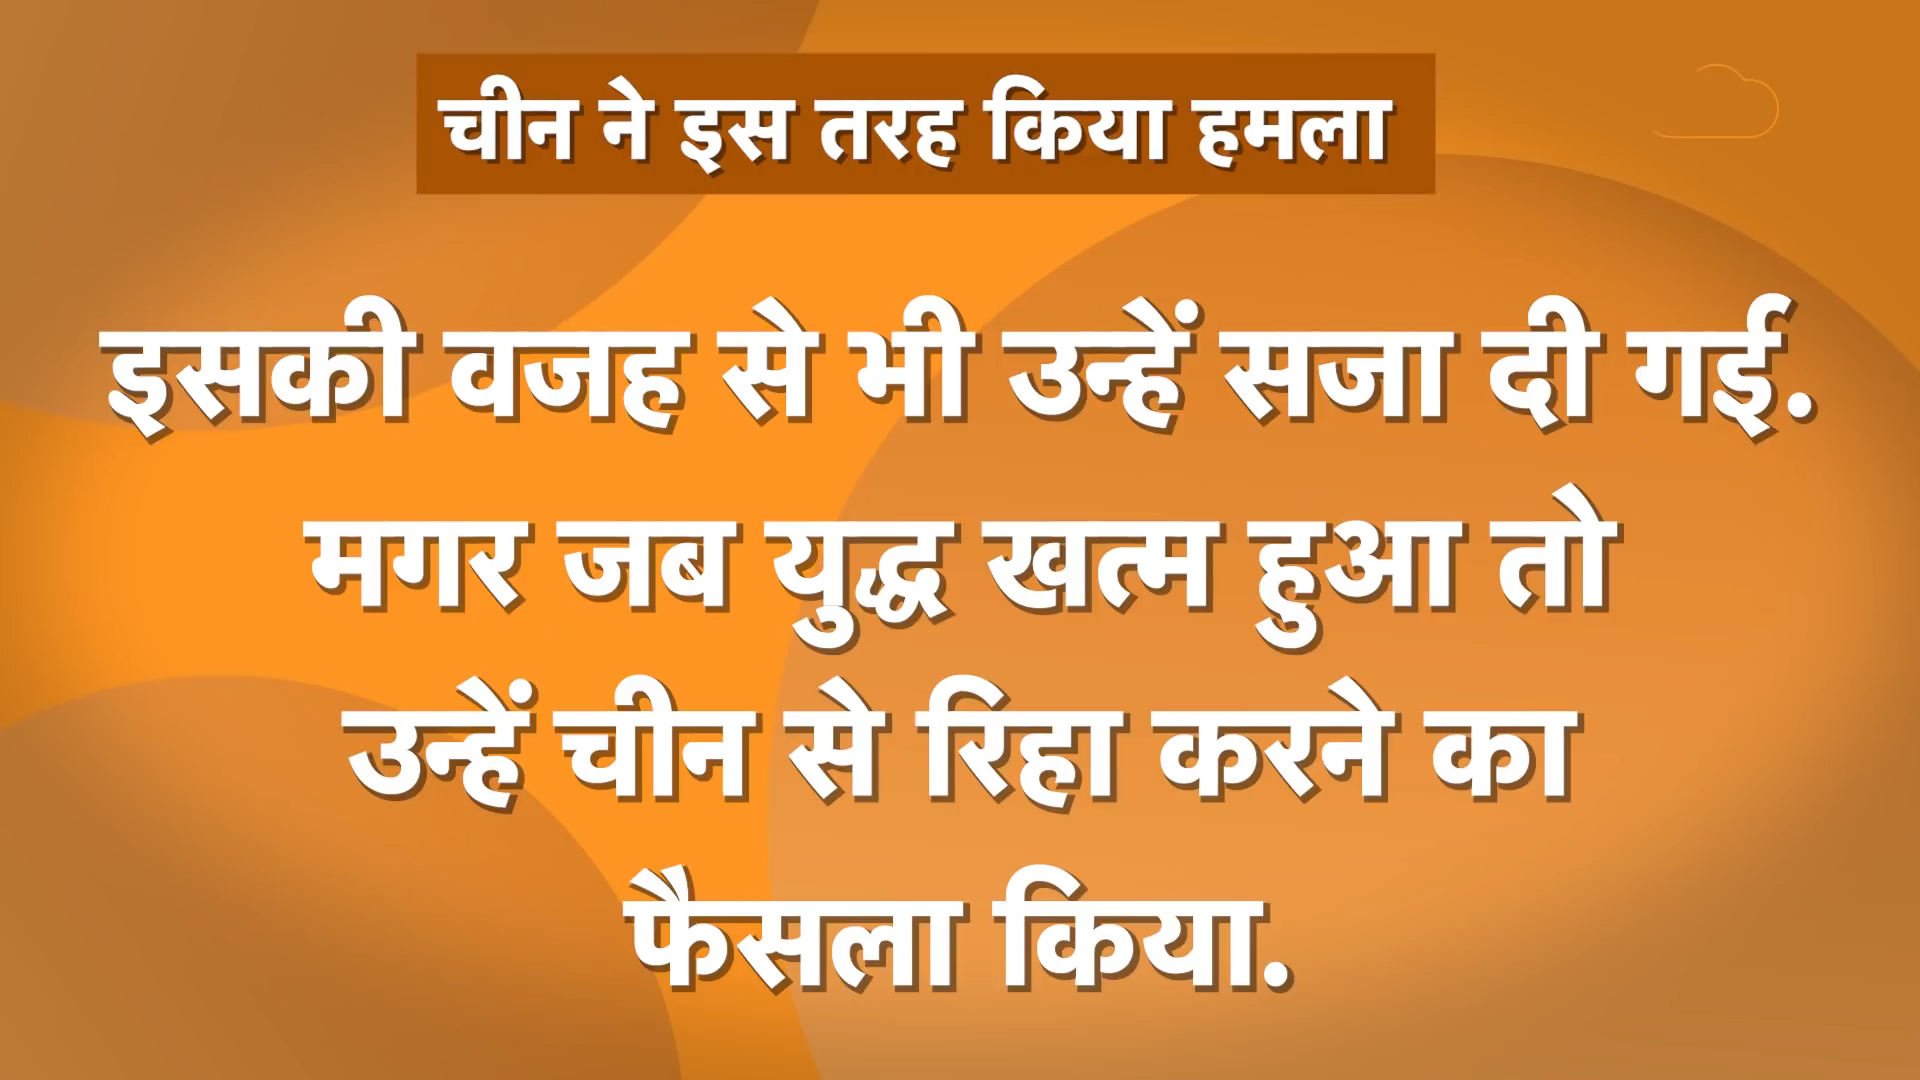 चीन ने इस तरह किया हमला
इसकी वजह से भी उन्हें सजा दी गई.
मगर जब युद्ध खत्म हुआ तो
उन्हें चीन से रिहा करने का
फैसला किया.